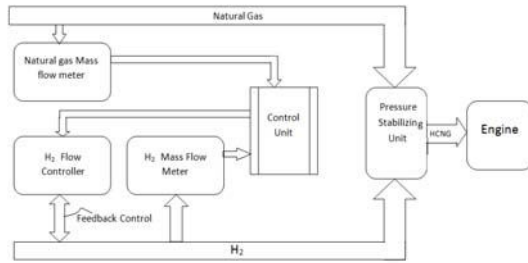 Natural Gas
Natural gas Mass
flow meter
Control
Unit
Pressure
Stabilizing
Unit
HCNG
Engine
H₂ Flow
Controller
H₂ Mass Flow
Meter
Feedback Control
H₂